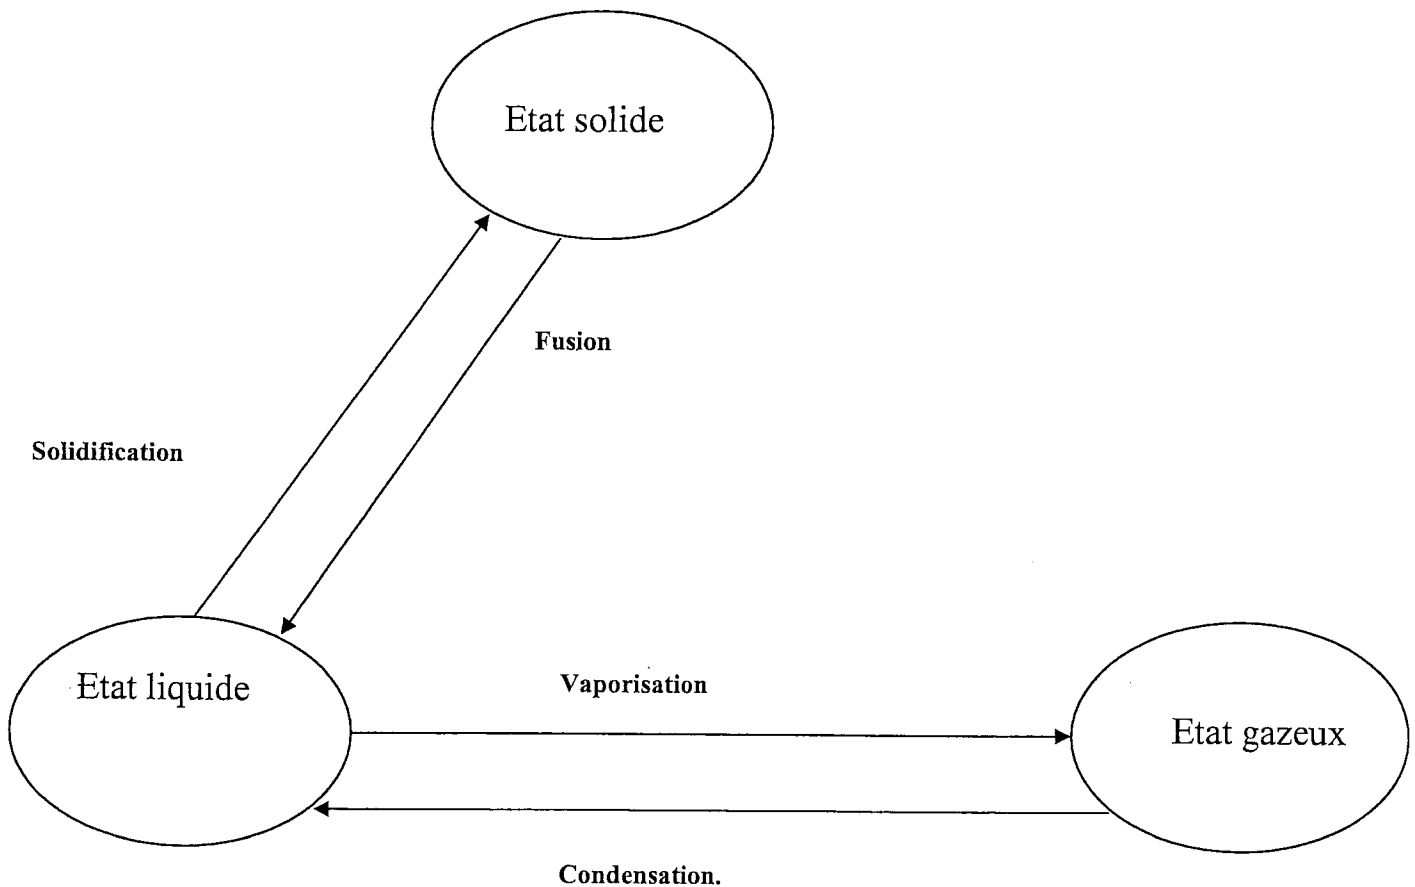 Etat solide
Fusion
Solidification
Etat liquide
Vaporisation
Etat gazeux
Condensation.